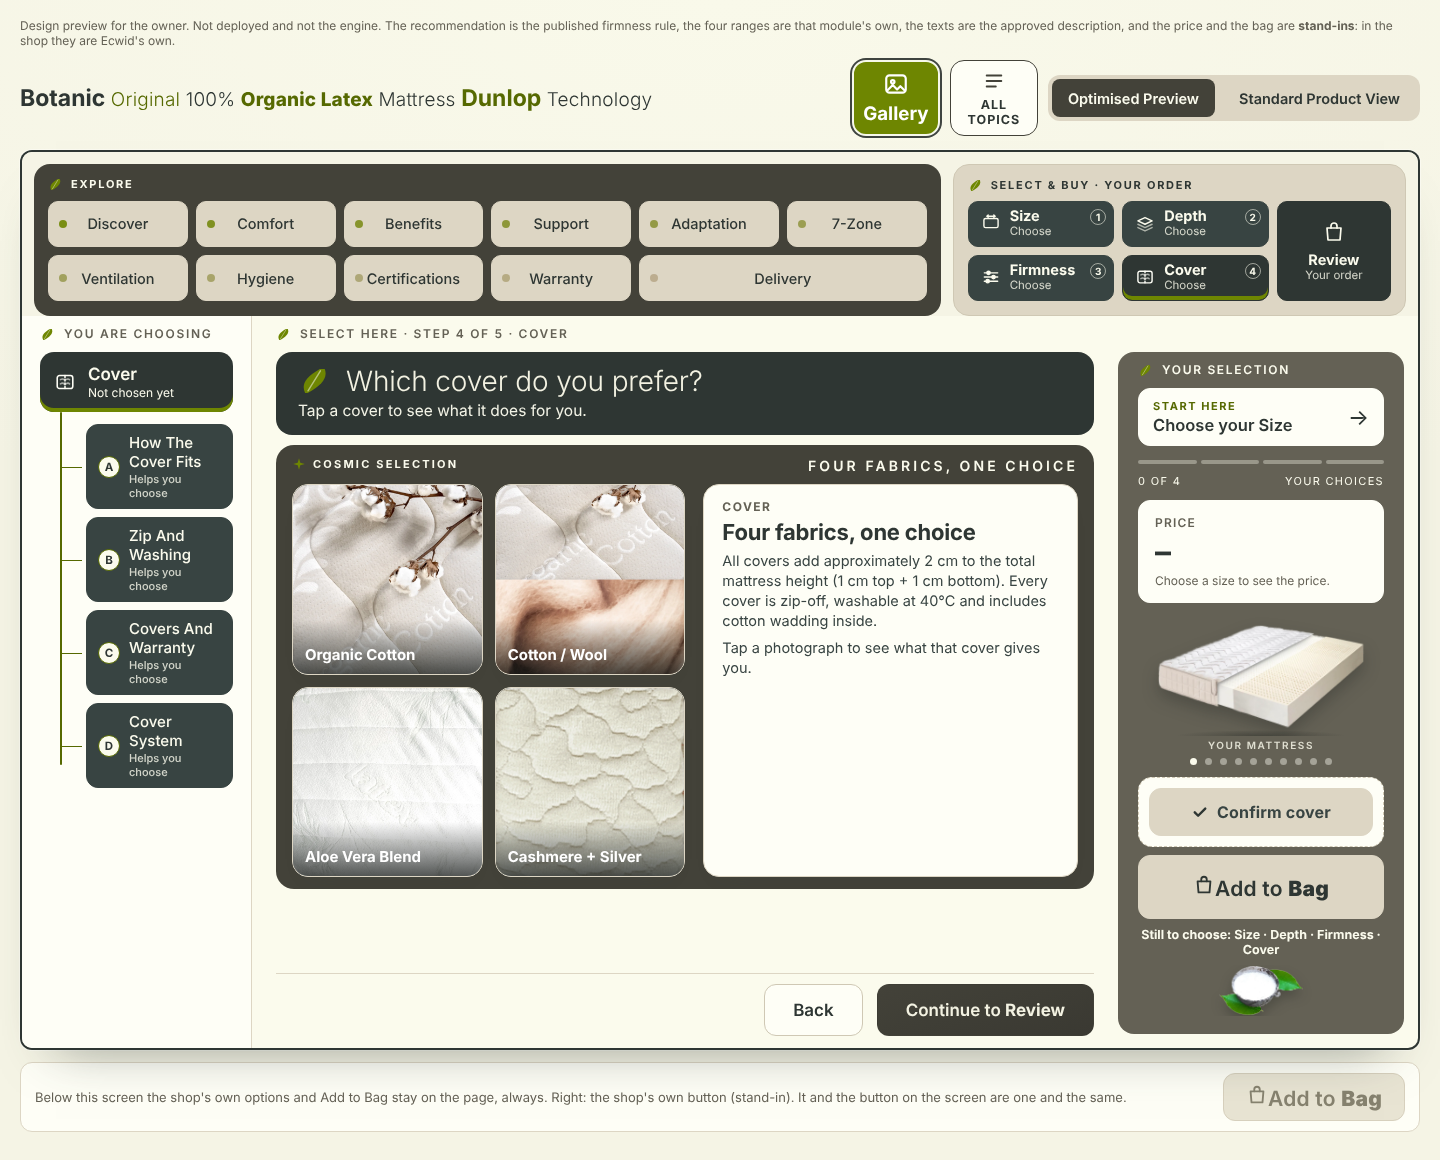 Design preview for the owner. Not deployed and not the engine. The recommendation is the published firmness rule, the four ranges are that module's own, the texts are the approved description, and the price and the bag are stand-ins: in the
shop they are Ecwid's own.
Botanic Original 100% Organic Latex Mattress Dunlop Technology
Gallery
ALL
TOPICS
Optimised Preview
Standard Product View
EXPLORE
Discover
Comfort
Benefits
Support
Adaptation
7-Zone
Ventilation
Hygiene
Certifications
Warranty
Delivery
SELECT & BUY · YOUR ORDER
Size
Choose
1
Depth
Choose
2
Firmness
Choose
3
Cover
Choose
4
Review
Your order
YOU ARE CHOOSING
Cover
Not chosen yet
A
How The
Cover Fits
Helps you
choose
B
Zip And
Washing
Helps you
choose
C
Covers And
Warranty
Helps you
choose
D
Cover
System
Helps you
choose
SELECT HERE · STEP 4 OF 5 · COVER
Which cover do you prefer?
Tap a cover to see what it does for you.
COSMIC SELECTION
FOUR FABRICS, ONE CHOICE
Organic Cotton
Cotton / Wool
Aloe Vera Blend
Cashmere + Silver
COVER
Four fabrics, one choice
All covers add approximately 2 cm to the total
mattress height (1 cm top + 1 cm bottom). Every
cover is zip-off, washable at 40°C and includes
cotton wadding inside.
Tap a photograph to see what that cover gives
you.
Back
Continue to Review
YOUR SELECTION
START HERE
Choose your Size
0 OF 4
YOUR CHOICES
PRICE
–
Choose a size to see the price.
YOUR MATTRESS
Confirm cover
Add to Bag
Still to choose: Size · Depth · Firmness ·
Cover
Below this screen the shop's own options and Add to Bag stay on the page, always. Right: the shop's own button (stand-in). It and the button on the screen are one and the same.
Add to Bag